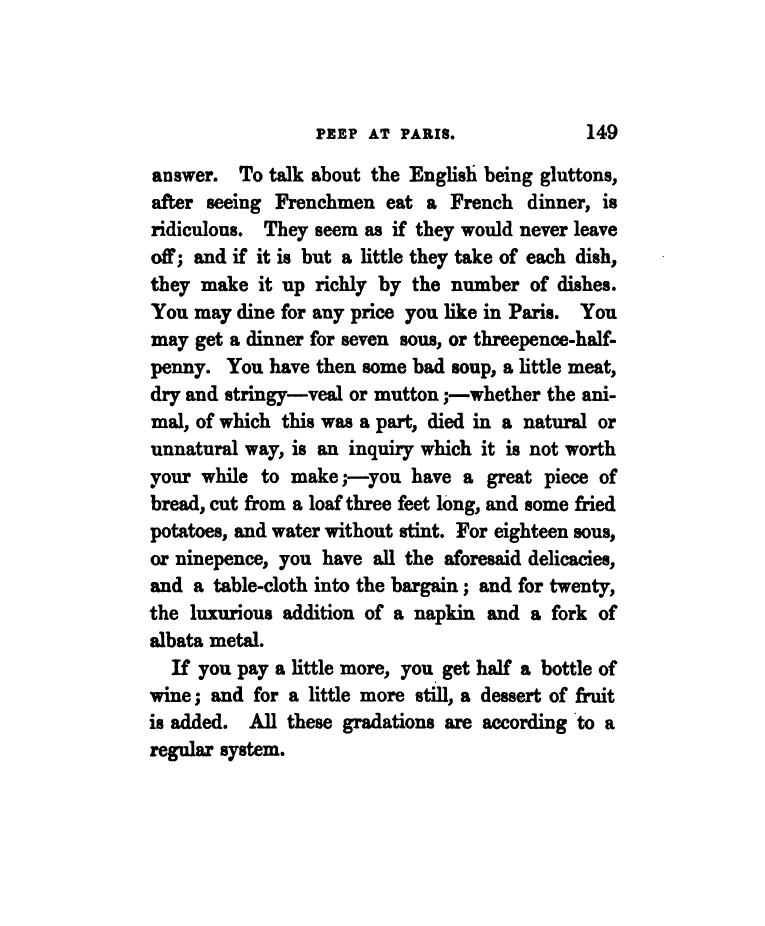 PEEP AT PARIS. 149
answer. To talk about the English being gluttons,
after seeing Frenchmen eat a French dinner, is
ridiculous. They seem as if they would never leave
off; and if it is but a little they take of each dish,
they make it up richly by the number of dishes.
You may dine for any price you like in Paris. You
may get a dinner for seven sous, or threepence-half-
penny. You have then some bad soup, a little meat,
dry and stringy—veal or mutton;—whether the ani-
mal, of which this was a part, died in a natural or
unnatural way, is an inquiry which it is not worth
your while to make;—you have a great piece of
bread, cut from a loaf three feet long, and some fried
potatoes, and water without stint. For eighteen sous,
or ninepence, you have all the aforesaid delicacies,
and a table-cloth into the bargain; and for twenty,
the luxurious addition of a napkin and a fork of
albata metal.
If you pay a little more, you get half a bottle of
wine; and for a little more still, a dessert of fruit
is added. All these gradations are according to a
regular system.